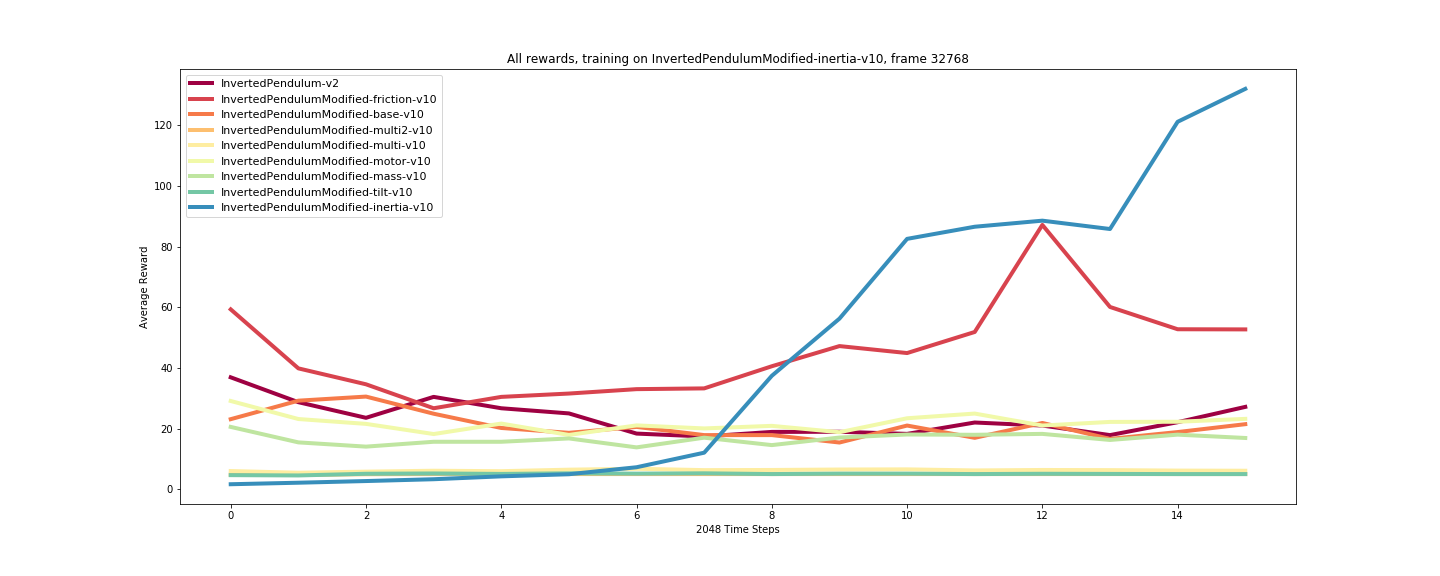 All rewards, training on InvertedPendulumModified-inertia-v10, frame 32768
InvertedPendulum-v2
InvertedPendulumModified-friction-v10
InvertedPendulumModified-base-v10
InvertedPendulumModified-multi2-v10
InvertedPendulumModified-multi-v10
InvertedPendulumModified-motor-v10
InvertedPendulumModified-mass-v10
InvertedPendulumModified-tilt-v10
InvertedPendulumModified-inertia-v10
Average Reward
120
100
80
60
40
20
0
0 2 4 6 8 10 12 14
2048 Time Steps